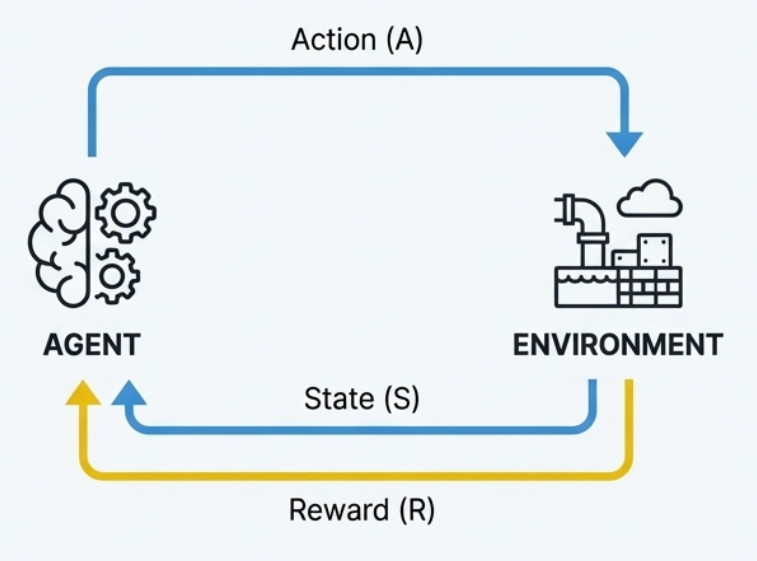 Action (A)
AGENT
ENVIRONMENT
State (S)
Reward (R)